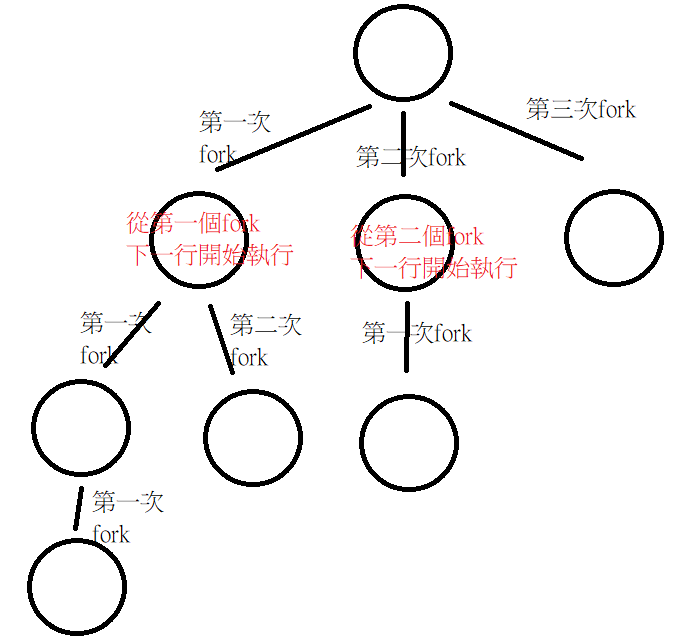 第一次
fork
第二次fork
第三次fork
從第一個fork
下一行開始執行
從第二個fork
下一行開始執行
第一次
fork
第二次
fork
第一次fork
第一次
fork